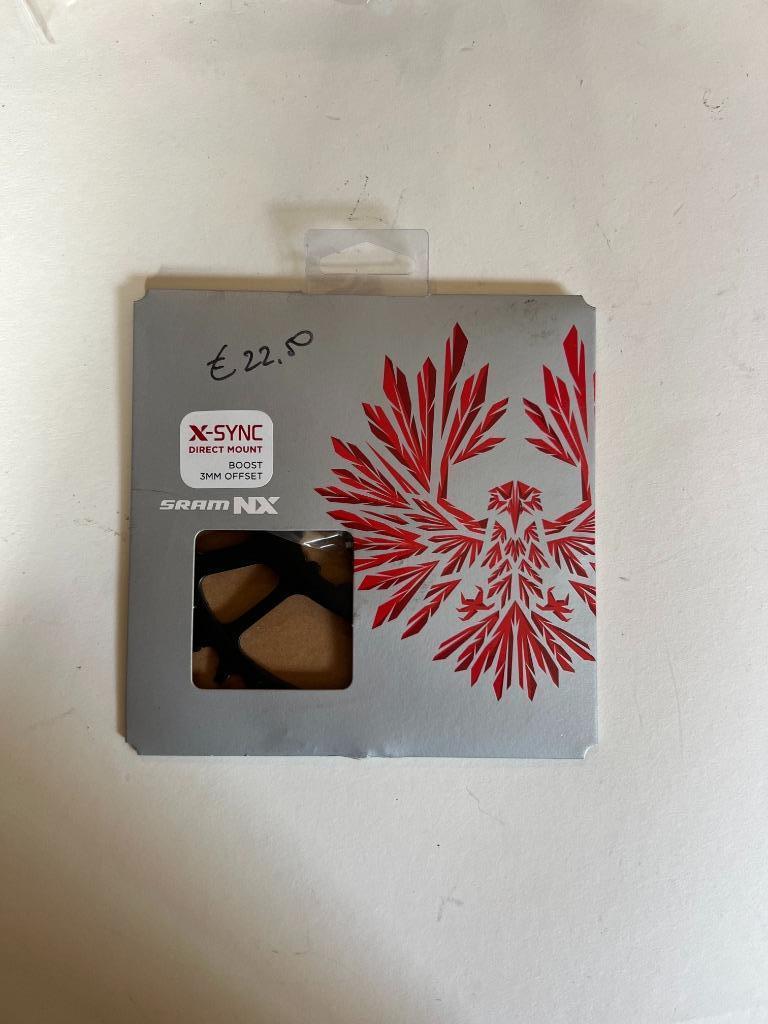 € 22,50
X-SYNC
DIRECT MOUNT
BOOST
3MM OFFSET
SRAM NX